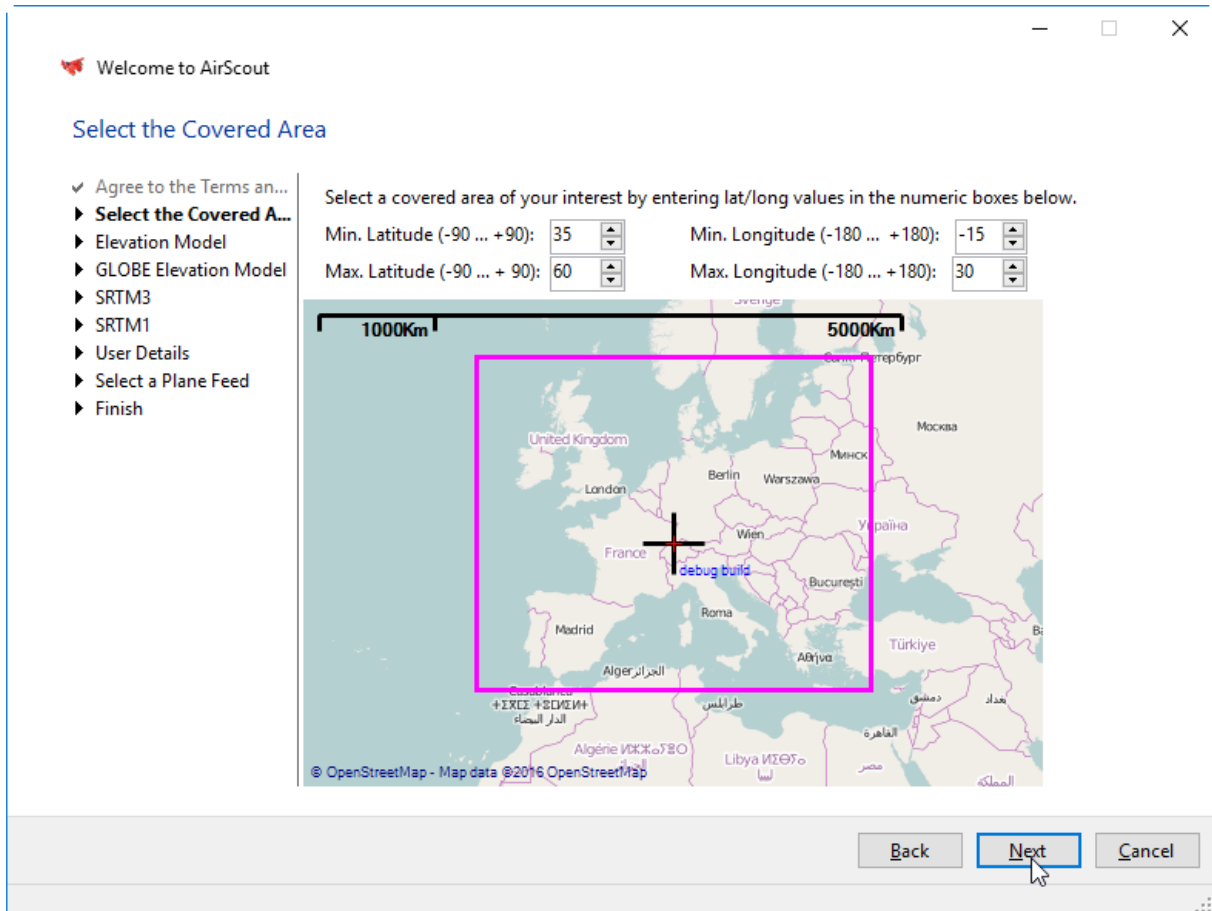 Welcome to AirScout
Select the Covered Area
Agree to the Terms an...
Select the Covered A...
Elevation Model
GLOBE Elevation Model
SRTM3
SRTM1
User Details
Select a Plane Feed
Finish
Select a covered area of your interest by entering lat/long values in the numeric boxes below.
Min. Latitude (-90 ... +90): 35 Min. Longitude (-180 ... +180): -15
Max. Latitude (-90 ... + 90): 60 Max. Longitude (-180 ... +180): 30
Sverige
1000Km 5000Km
Санкт-Петербург
Москва
United Kingdom
Минск
Berlin
Warszawa
London
Україна
Wien
France
debug build
București
Roma
Madrid
Türkiye
Αθήνα
Alger الجزائر
Casablanca
طرابلس
دمشق
بغداد
الدار البيضاء
القاهرة
Algérie
Libya
ليبيا
مصر
© OpenStreetMap - Map data ©2016 OpenStreetMap
Back Next Cancel